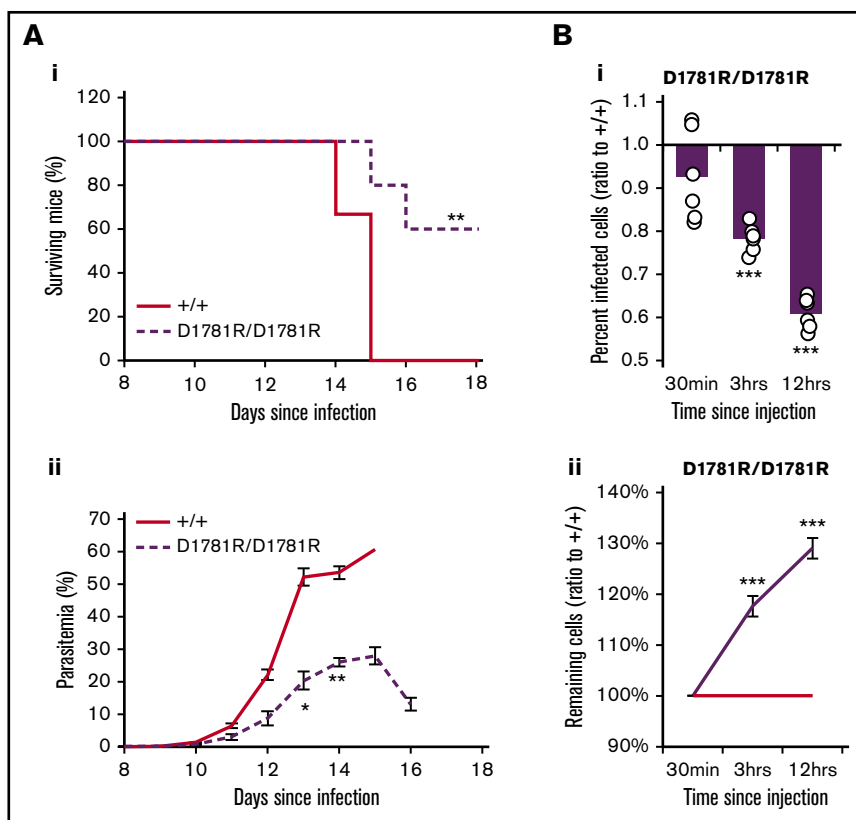 A
i
120
100
80
60
40
20
0
Surviving mice (%)
**
+/+
D1781R/D1781R
8 10 12 14 16 18
Days since infection
ii
70
60
50
40
30
20
10
0
Parasitemia (%)
+/+
D1781R/D1781R
*
**
8 10 12 14 16 18
Days since infection
B
i
D1781R/D1781R
1.1
1.0
0.9
0.8
0.7
0.6
0.5
Percent infected cells (ratio to +/+)
***
***
30min 3hrs 12hrs
Time since injection
ii
D1781R/D1781R
140%
130%
120%
110%
100%
90%
Remaining cells (ratio to +/+)
***
***
30min 3hrs 12hrs
Time since injection